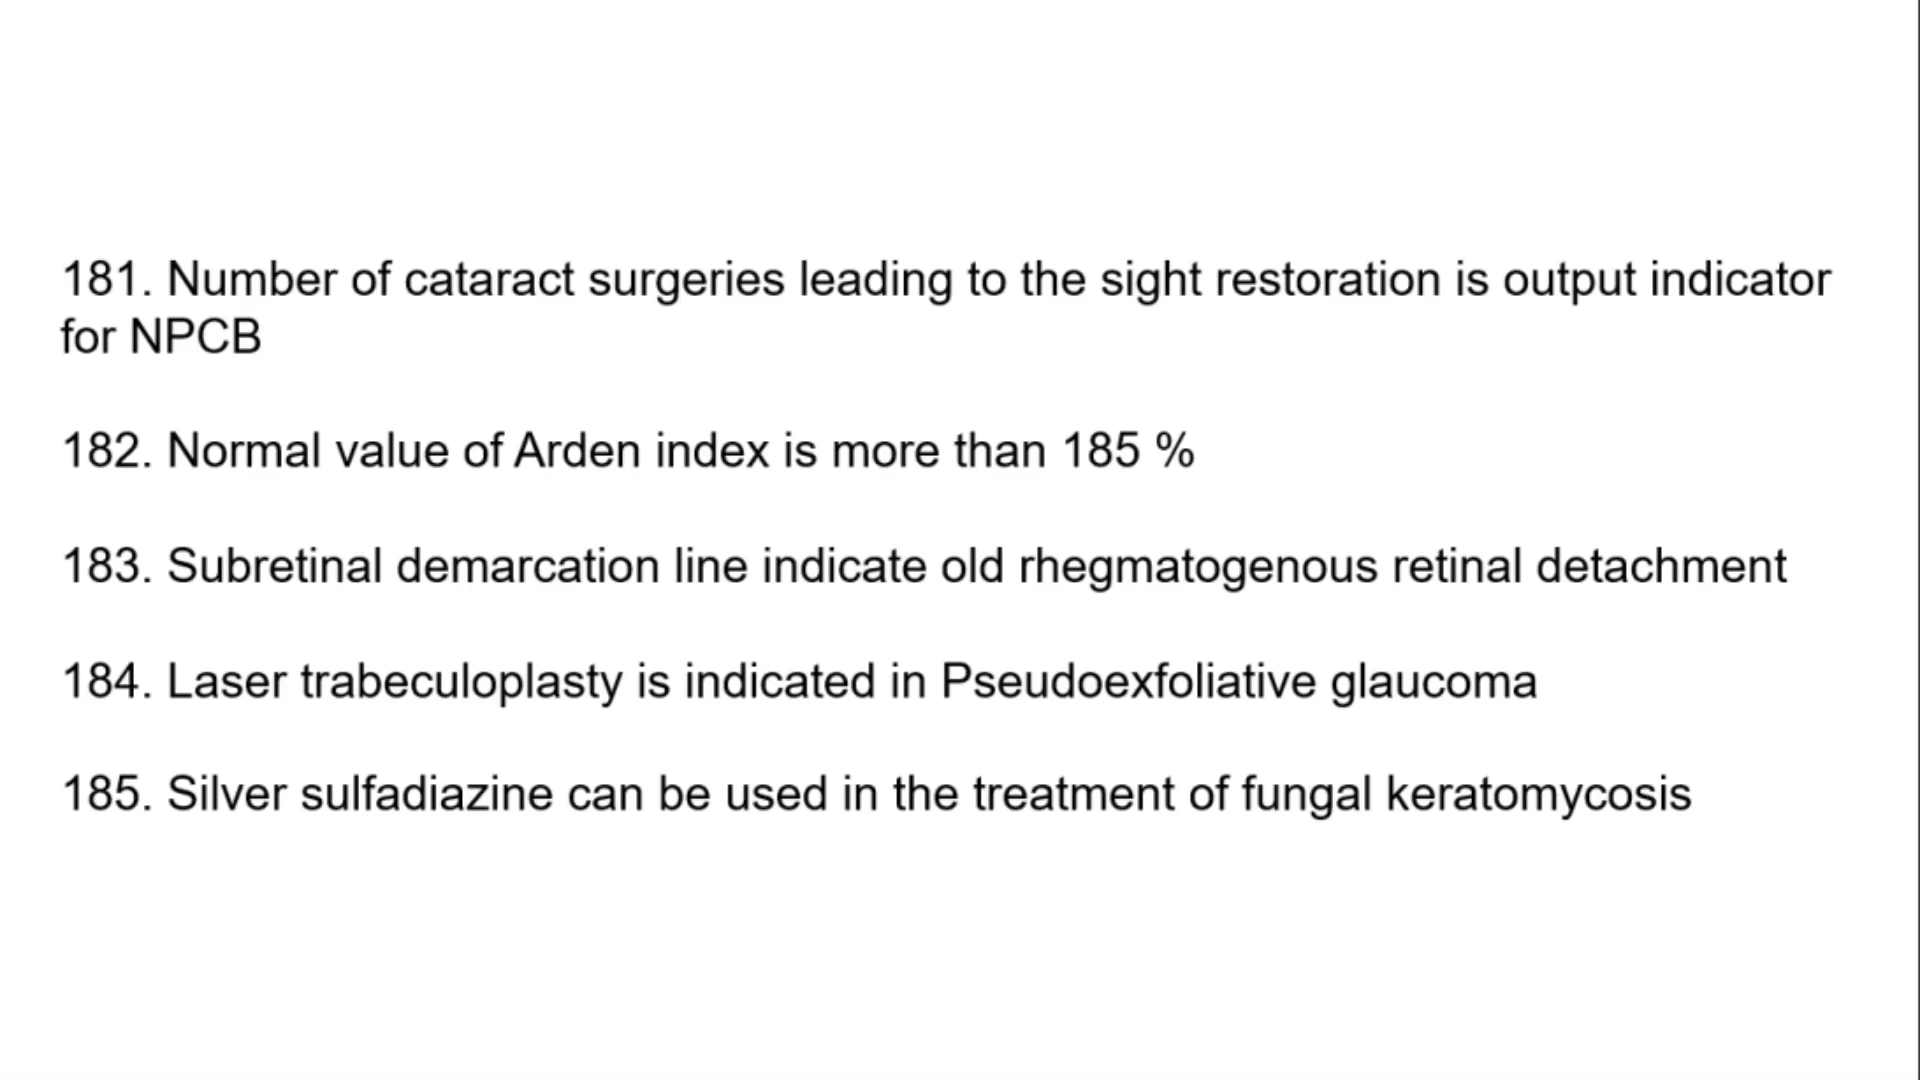 181. Number of cataract surgeries leading to the sight restoration is output indicator
for NPCB
182. Normal value of Arden index is more than 185 %
183. Subretinal demarcation line indicate old rhegmatogenous retinal detachment
184. Laser trabeculoplasty is indicated in Pseudoexfoliative glaucoma
185. Silver sulfadiazine can be used in the treatment of fungal keratomycosis